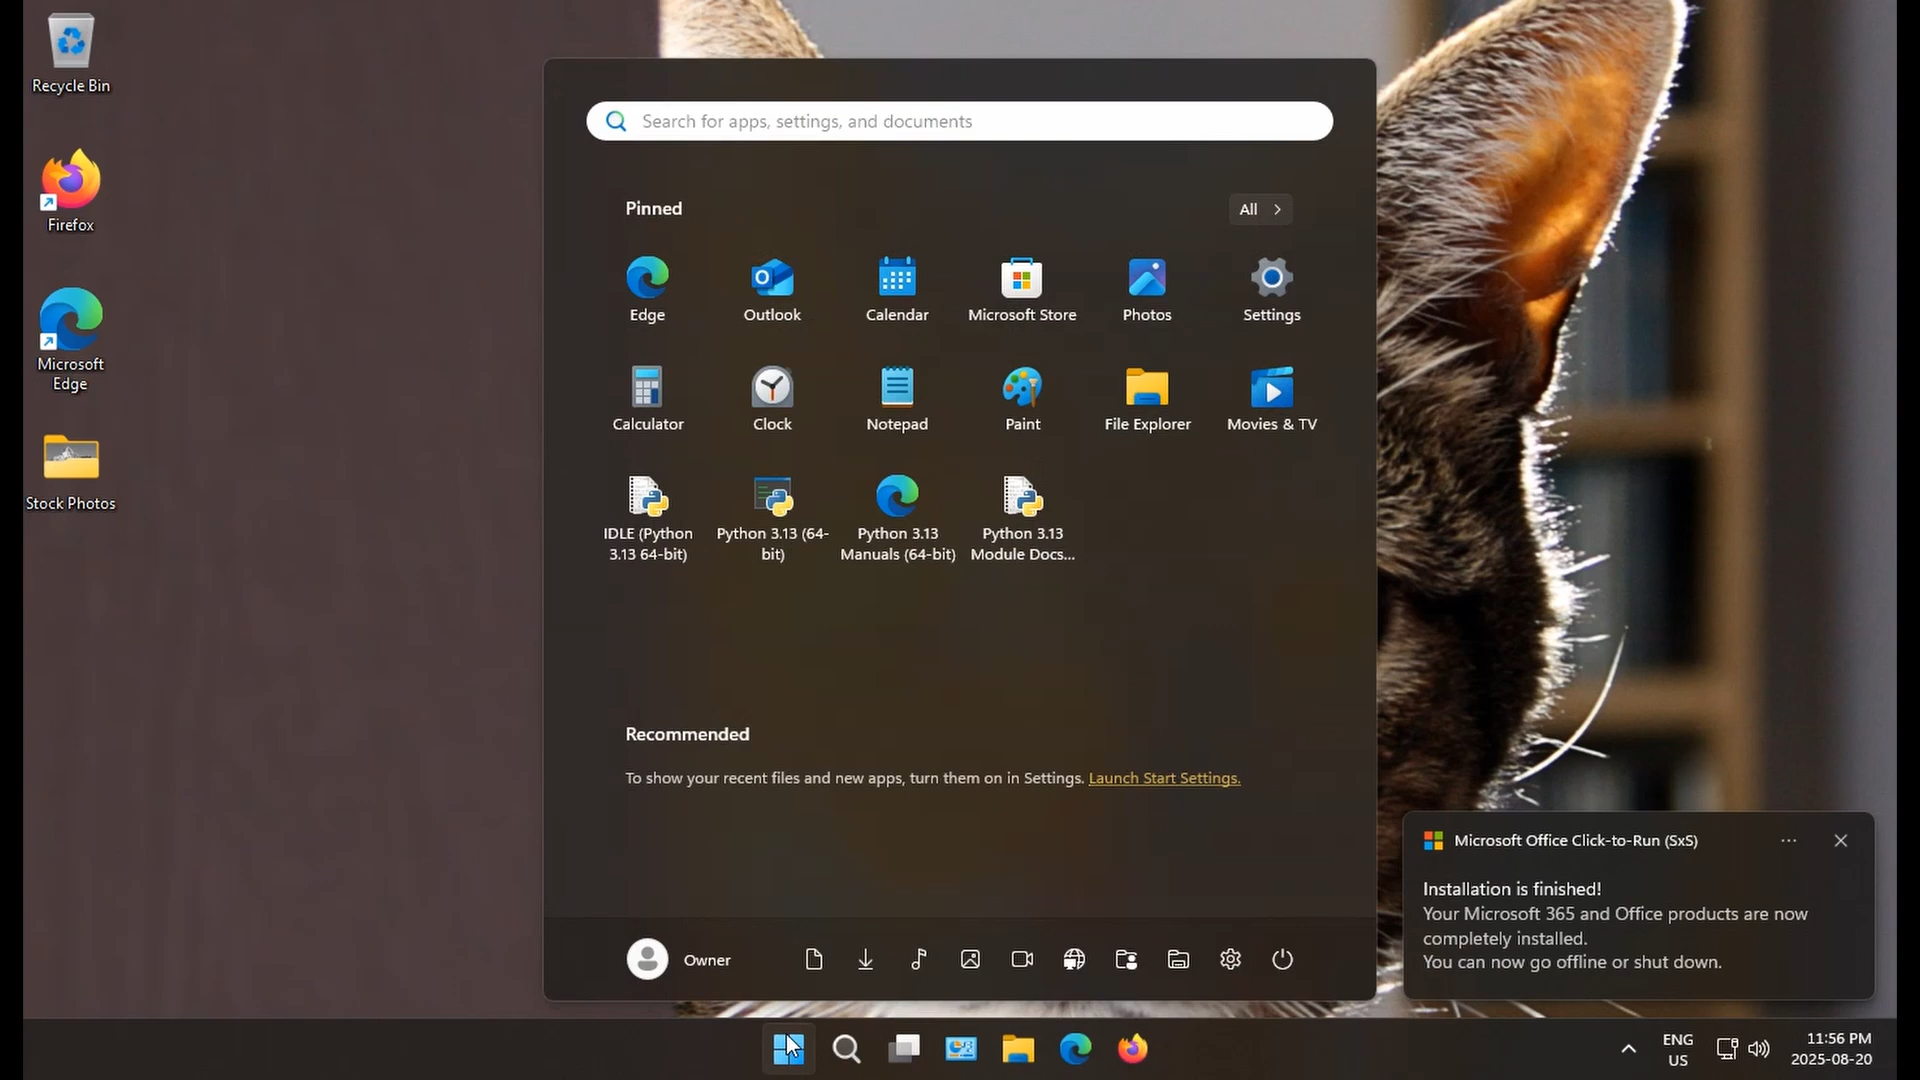 Recycle Bin
Firefox
Microsoft
Edge
Stock Photos
Search for apps, settings, and documents
Pinned
All
Edge
Outlook
Calendar
Microsoft Store
Photos
Settings
Calculator
Clock
Notepad
Paint
File Explorer
Movies & TV
IDLE (Python
3.13 64-bit)
Python 3.13 (64-
bit)
Python 3.13
Manuals (64-bit)
Python 3.13
Module Docs...
Recommended
To show your recent files and new apps, turn them on in Settings. Launch Start Settings.
Owner
Microsoft Office Click-to-Run (SxS)
Installation is finished!
Your Microsoft 365 and Office products are now
completely installed.
You can now go offline or shut down.
ENG
US
11:56 PM
2025-08-20